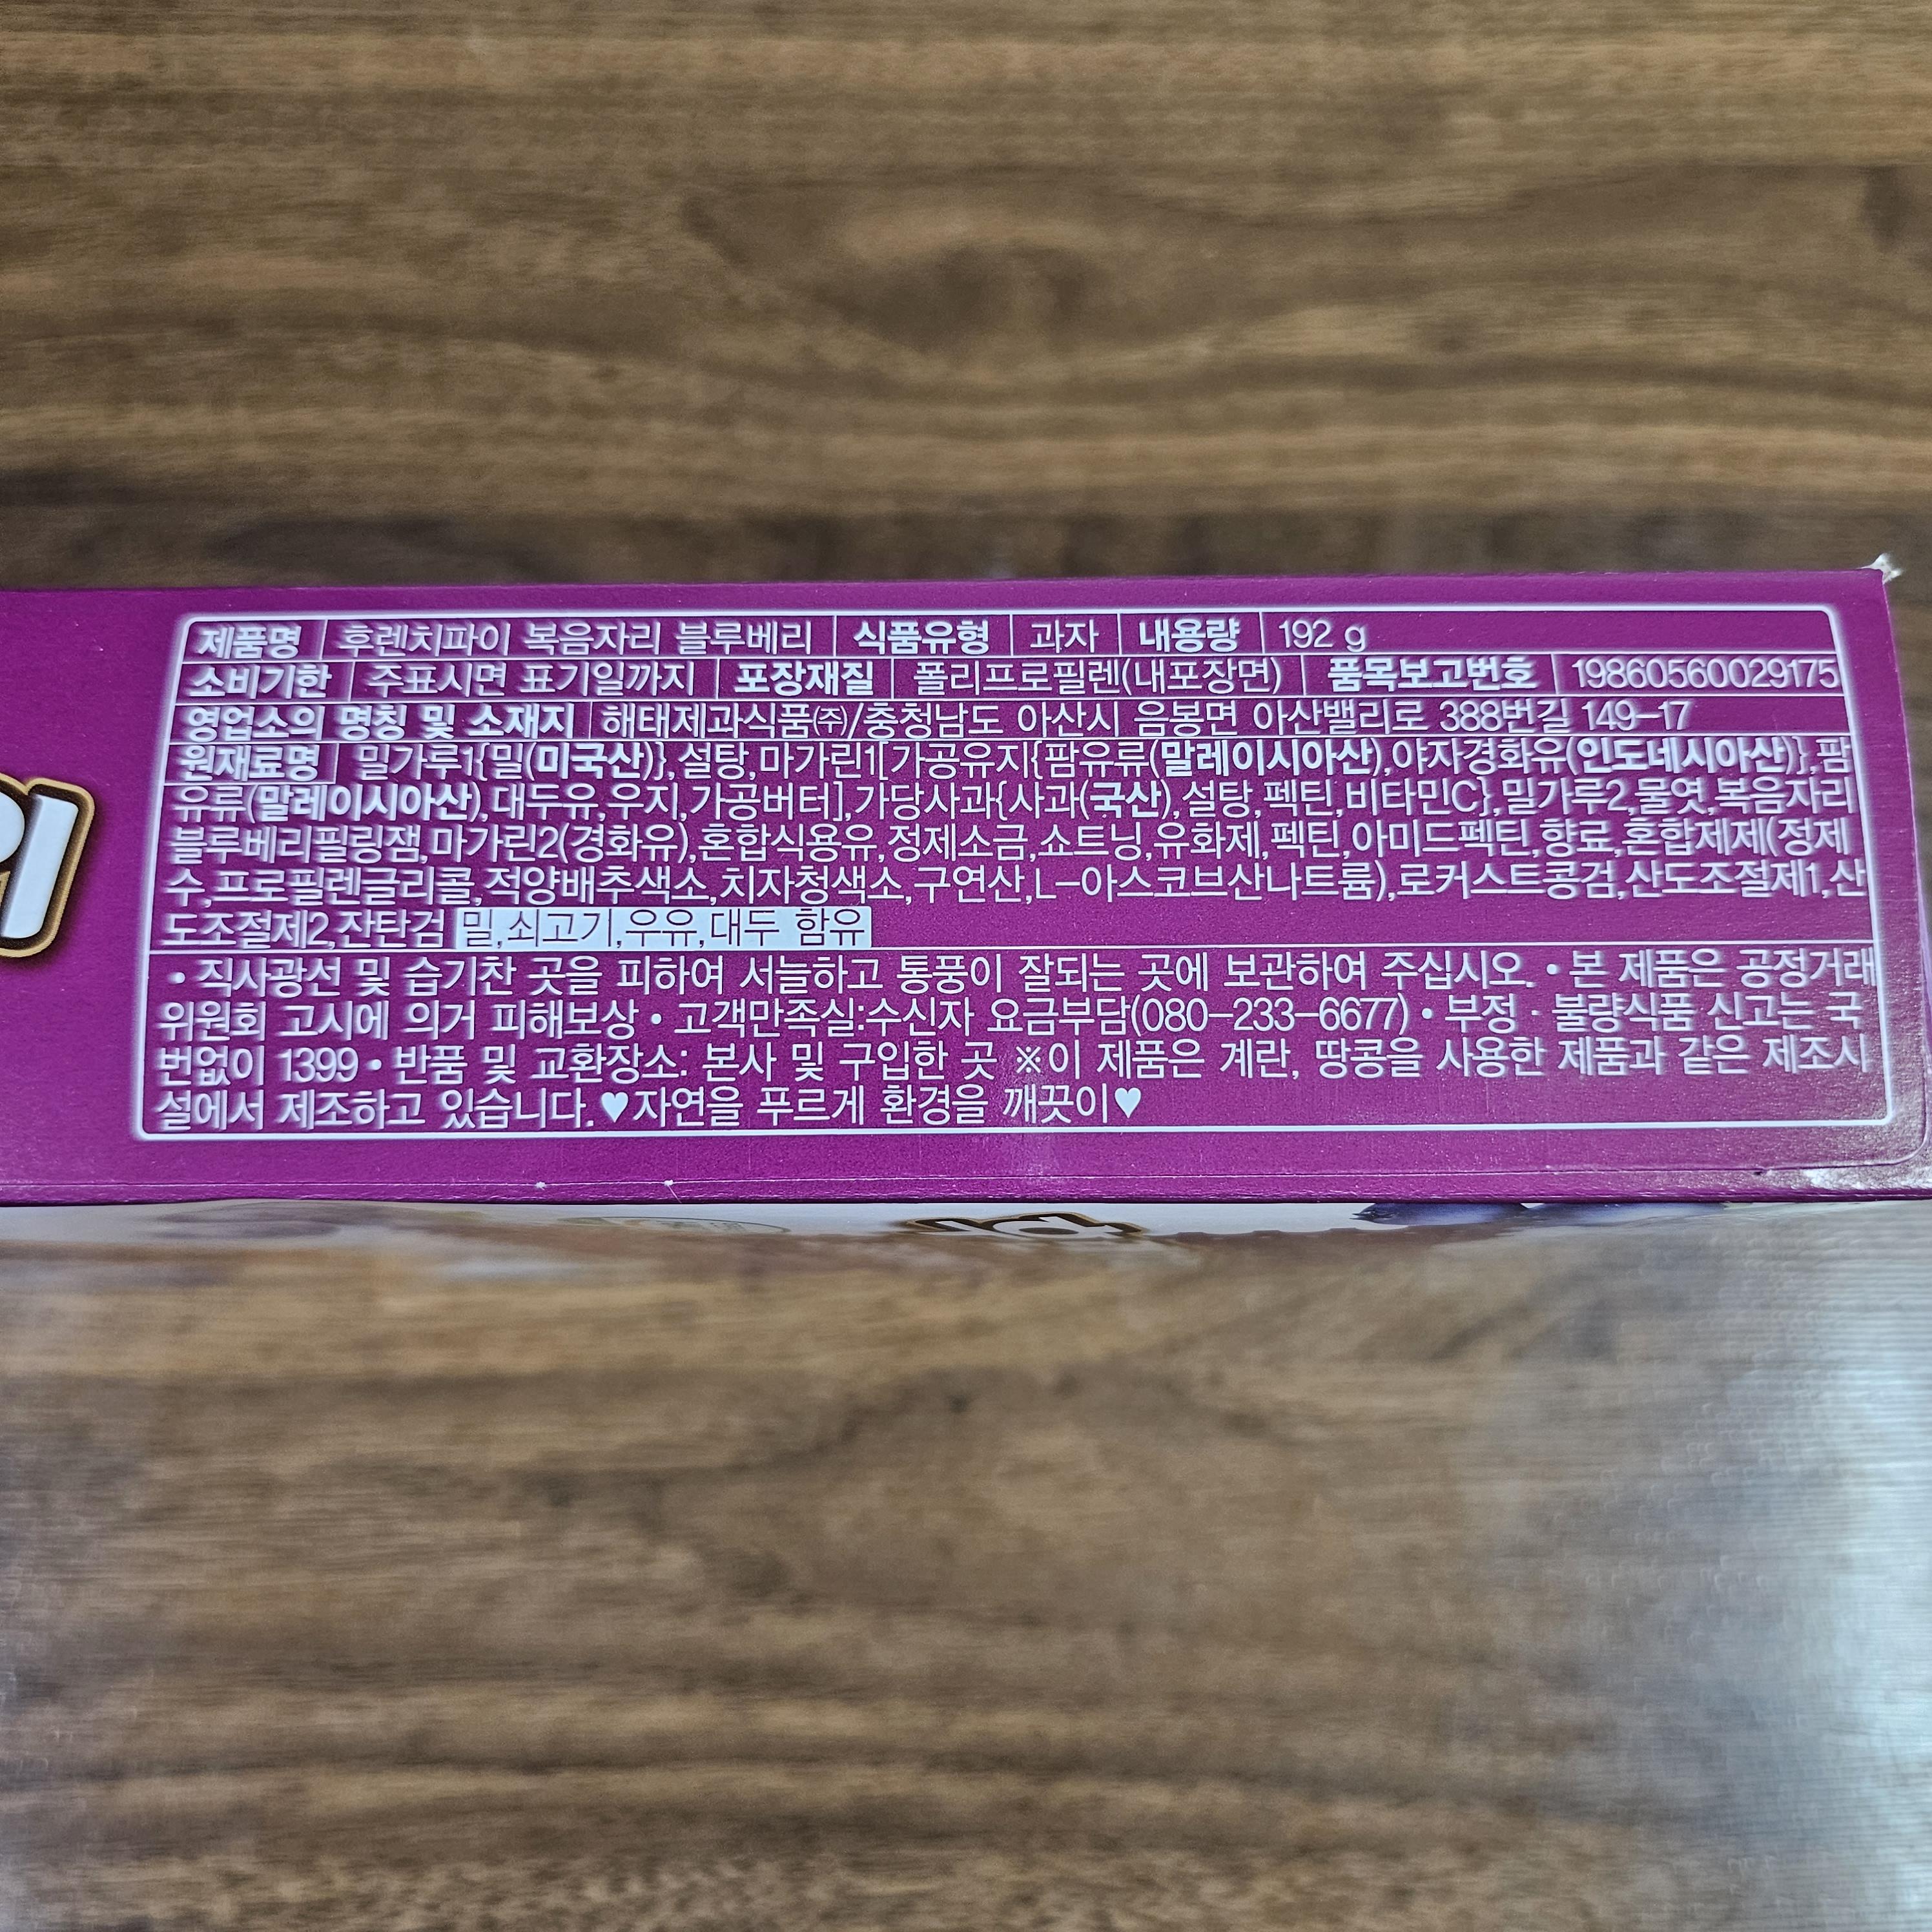 제품명 후렌치파이 복음자리 블루베리 식품유형 과자 내용량 192 g
소비기한 주표시면 표기일까지 포장재질 폴리프로필렌(내포장면) 품목보고번호 19860560029175
영업소의 명칭 및 소재지 해태제과식품㈜/충청남도 아산시 음봉면 아산밸리로 388번길 149-17
원재료명 밀가루1{밀(미국산)},설탕,마가린1[가공유지{팜유류(말레이시아산),야자경화유(인도네시아산)},팜
유류(말레이시아산),대두유,우지,가공버터],가당사과{사과(국산),설탕,펙틴,비타민C},밀가루2,물엿,복음자리
블루베리필링잼,마가린2(경화유),혼합식용유,정제소금,쇼트닝,유화제,펙틴,아미드펙틴,향료,혼합제제(정제
수,프로필렌글리콜,적양배추색소,치자청색소,구연산,L-아스코브산나트륨),로커스트콩검,산도조절제1,산
도조절제2,잔탄검 밀,쇠고기,우유,대두 함유
• 직사광선 및 습기찬 곳을 피하여 서늘하고 통풍이 잘되는 곳에 보관하여 주십시오. • 본 제품은 공정거래
위원회 고시에 의거 피해보상 • 고객만족실:수신자 요금부담(080-233-6677) • 부정 · 불량식품 신고는 국
번없이 1399 • 반품 및 교환장소: 본사 및 구입한 곳 ※이 제품은 계란, 땅콩을 사용한 제품과 같은 제조시
설에서 제조하고 있습니다. ♥자연을 푸르게 환경을 깨끗이♥